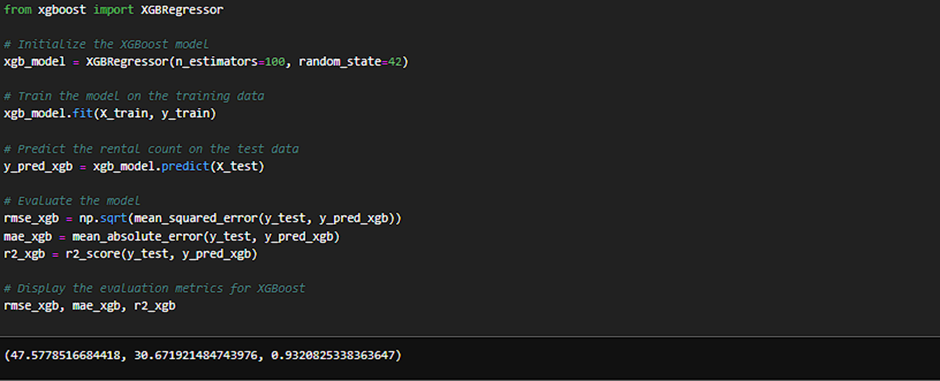 from xgboost import XGBRegressor
# Initialize the XGBoost model
xgb_model = XGBRegressor(n_estimators=100, random_state=42)
# Train the model on the training data
xgb_model.fit(X_train, y_train)
# Predict the rental count on the test data
y_pred_xgb = xgb_model.predict(X_test)
# Evaluate the model
rmse_xgb = np.sqrt(mean_squared_error(y_test, y_pred_xgb))
mae_xgb = mean_absolute_error(y_test, y_pred_xgb)
r2_xgb = r2_score(y_test, y_pred_xgb)
# Display the evaluation metrics for XGBoost
rmse_xgb, mae_xgb, r2_xgb
(47.5778516684418, 30.671921484743976, 0.9320825338363647)